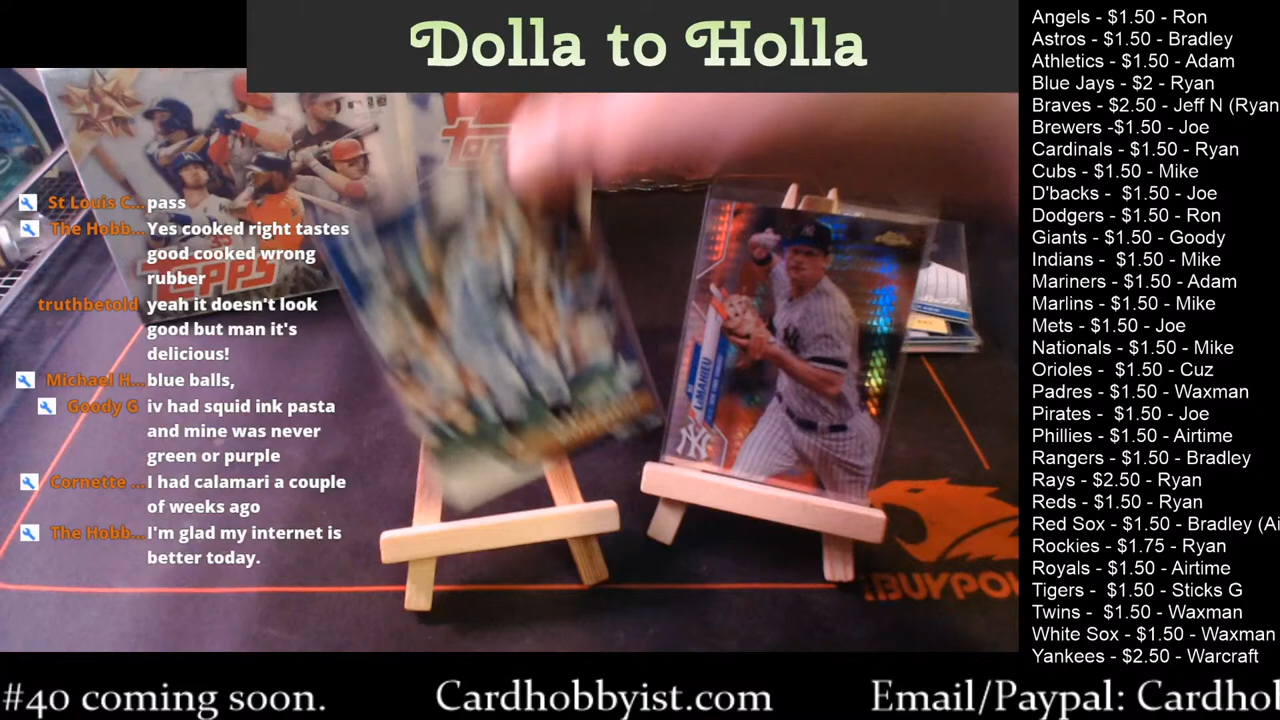 Dolla to Holla
Angels - $1.50 - Ron
Astros - $1.50 - Bradley
Athletics - $1.50 - Adam
Blue Jays - $2 - Ryan
Braves - $2.50 - Jeff N (Ryan
Brewers -$1.50 - Joe
Cardinals - $1.50 - Ryan
Cubs - $1.50 - Mike
D'backs -  $1.50 - Joe
Dodgers - $1.50 - Ron
Giants - $1.50 - Goody
Indians -  $1.50 - Mike
Mariners - $1.50 - Adam
Marlins - $1.50 - Mike
Mets - $1.50 - Joe
Nationals - $1.50 - Mike
Orioles - $1.50 - Cuz
Padres - $1.50 - Waxman
Pirates -  $1.50 - Joe
Phillies - $1.50 - Airtime
Rangers - $1.50 - Bradley
Rays - $2.50 - Ryan
Reds - $1.50 - Ryan
Red Sox - $1.50 - Bradley (Ai
Rockies - $1.75 - Ryan
Royals - $1.50 - Airtime
Tigers -  $1.50 - Sticks G
Twins -  $1.50 - Waxman
White Sox - $1.50 - Waxman
Yankees - $2.50 - Warcraft
St Louis C... pass
The Hobb... Yes cooked right tastes
good cooked wrong
rubber
truthbetold yeah it doesn't look
good but man it's
delicious!
Michael H... blue balls,
Goody G iv had squid ink pasta
and mine was never
green or purple
Cornette ... I had calamari a couple
of weeks ago
The Hobb... I'm glad my internet is
better today.
topps
TOPPS
LEMAHIEU
NY
iBUYPO
#40 coming soon.
Cardhobbyist.com
Email/Paypal: Cardhol